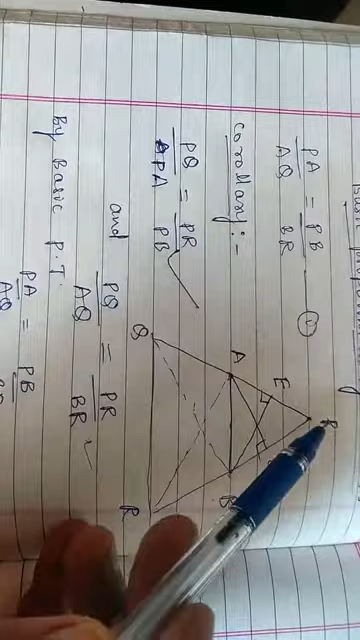 PA/AQ = PB/BR — (1)
Corollary :-
PQ/PA = PR/PB ✓
and PQ/AQ = PR/BR ✓
By Basic P.T.
PA/AQ = PB/
P
E
A
B
Q
R